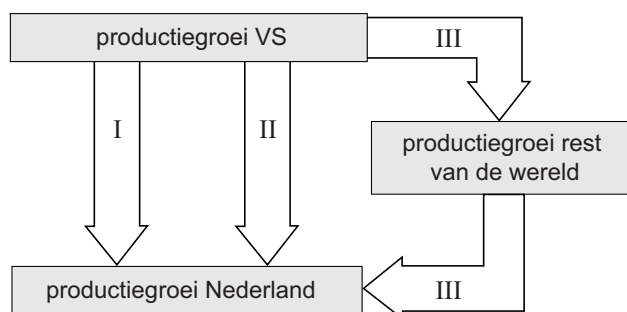 productiegroei VS
III
I
II
productiegroei rest
van de wereld
productiegroei Nederland
III